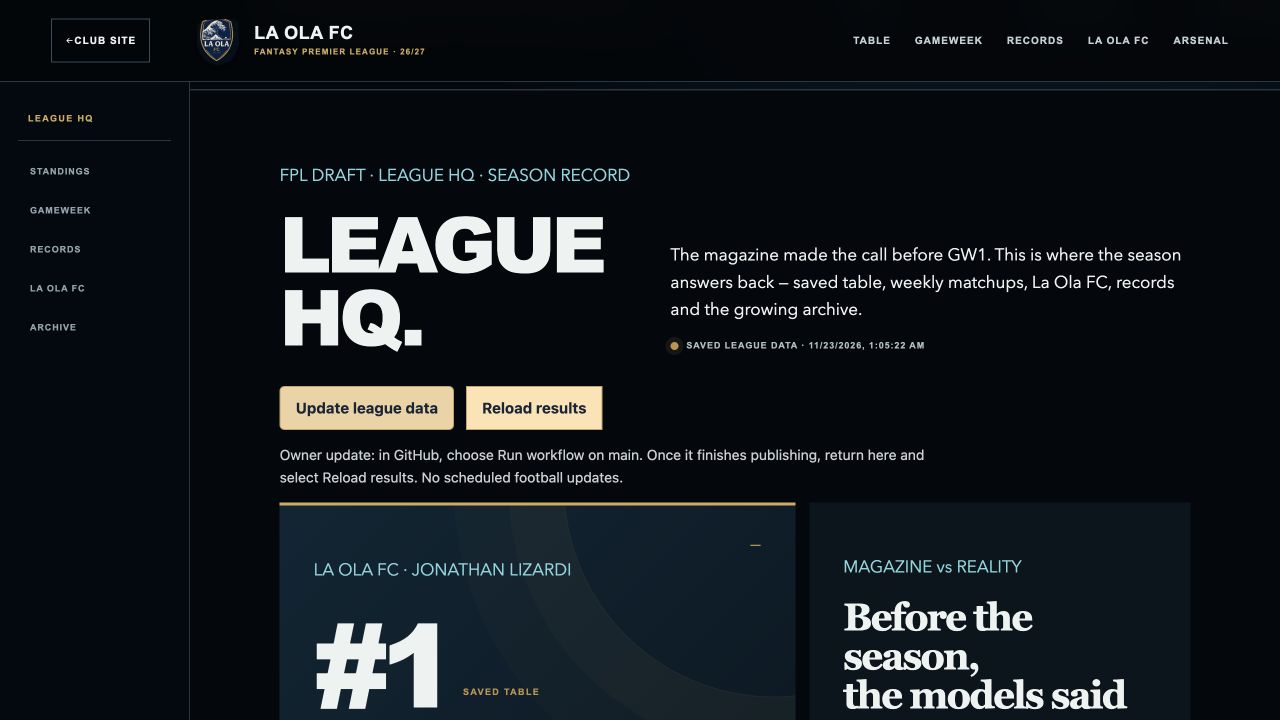 ←CLUB SITE
LA OLA
FC
LA OLA FC
FANTASY PREMIER LEAGUE · 26/27
TABLE
GAMEWEEK
RECORDS
LA OLA FC
ARSENAL
LEAGUE HQ
STANDINGS
GAMEWEEK
RECORDS
LA OLA FC
ARCHIVE
FPL DRAFT · LEAGUE HQ · SEASON RECORD
LEAGUE
HQ.
The magazine made the call before GW1. This is where the season
answers back — saved table, weekly matchups, La Ola FC, records
and the growing archive.
SAVED LEAGUE DATA · 11/23/2026, 1:05:22 AM
Update league data
Reload results
Owner update: in GitHub, choose Run workflow on main. Once it finishes publishing, return here and
select Reload results. No scheduled football updates.
—
LA OLA FC · JONATHAN LIZARDI
#1
SAVED TABLE
MAGAZINE vs REALITY
Before the
season,
the models said